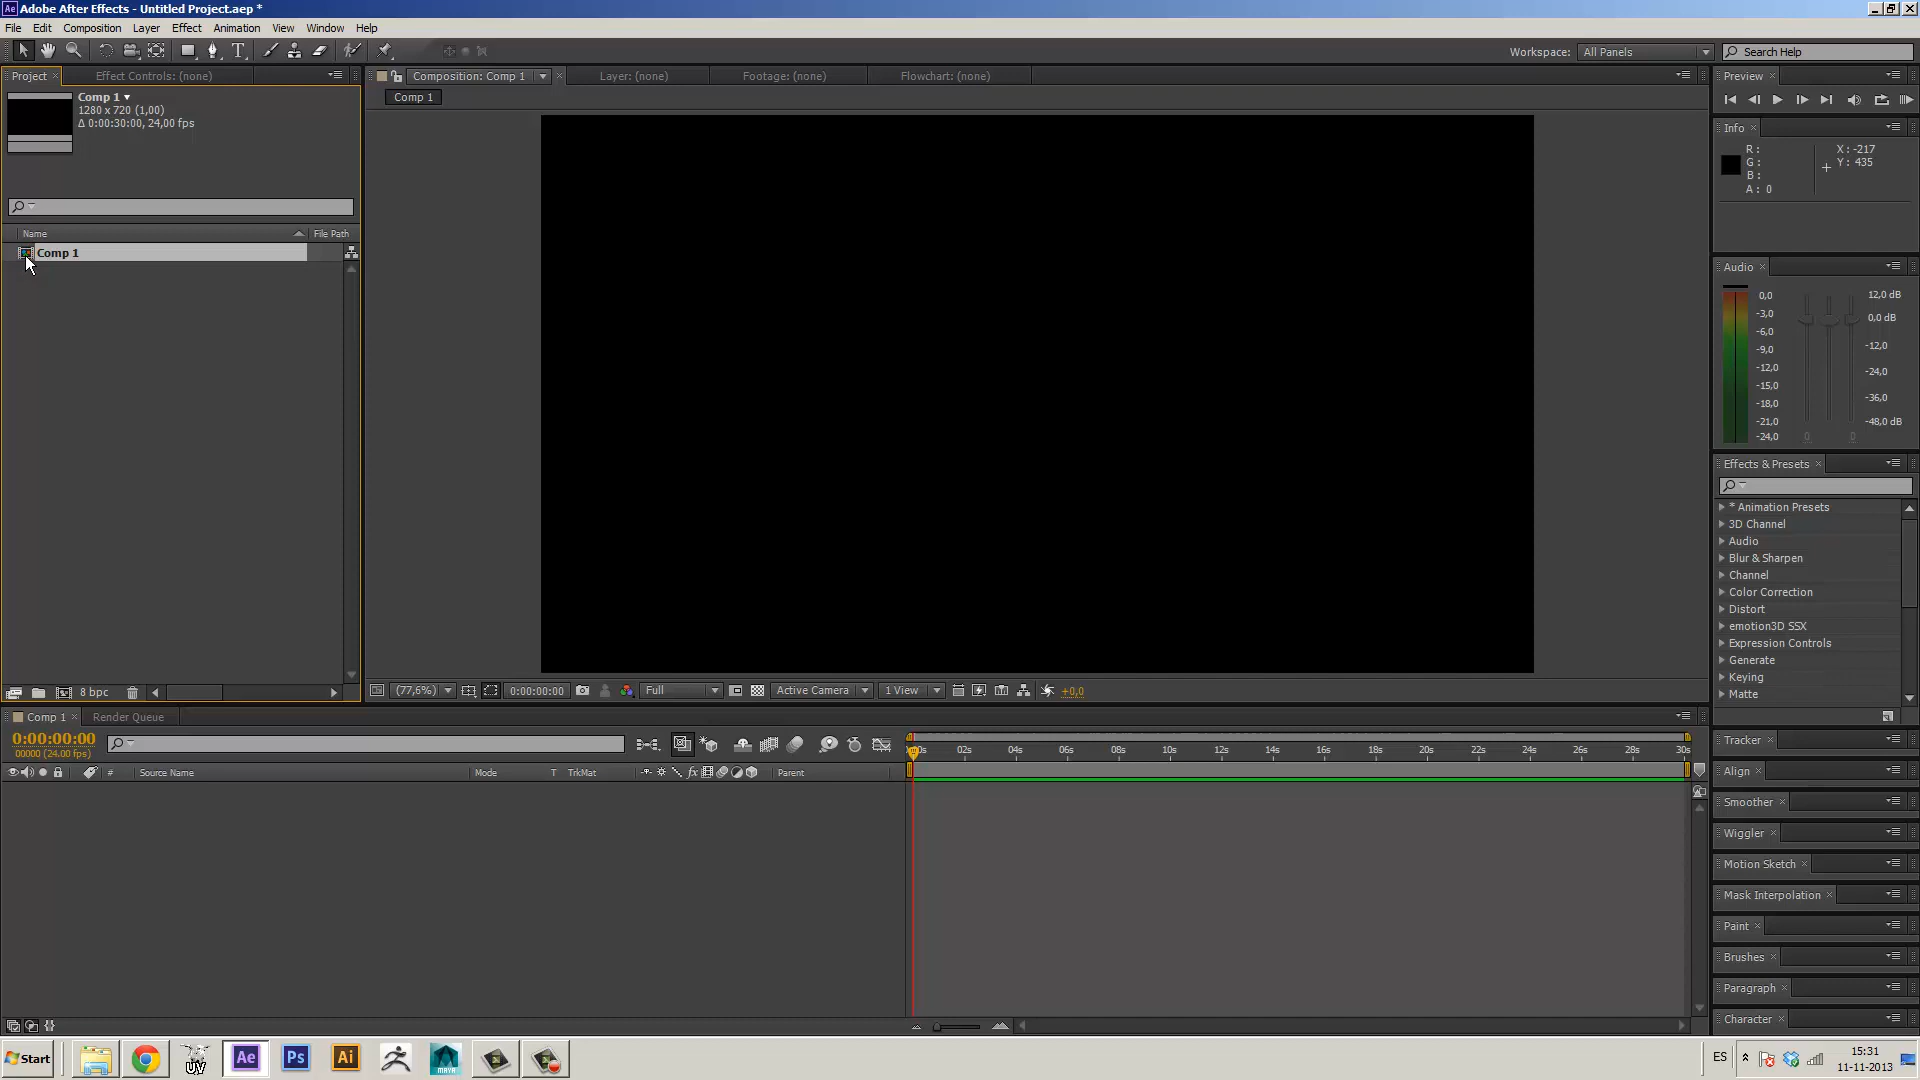 Ae Adobe After Effects - Untitled Project.aep *
File Edit Composition Layer Effect Animation View Window Help
T Workspace: All Panels Search Help
Project × Effect Controls: (none) Composition: Comp 1 × Layer: (none) Footage: (none) Flowchart: (none) Preview ×
Comp 1
1280 x 720 (1,00)
Δ 0:00:30:00, 24,00 fps
Comp 1
Info ×
R :
G :
B :
A : 0
X : -217
Y : 435
Name File Path
Comp 1
Audio ×
0,0
-3,0
-6,0
-9,0
-12,0
-15,0
-18,0
-21,0
-24,0
12,0 dB
0,0 dB
-12,0
-24,0
-36,0
-48,0 dB
0 0
Effects & Presets ×
* Animation Presets
3D Channel
Audio
Blur & Sharpen
Channel
Color Correction
Distort
emotion3D SSX
Expression Controls
Generate
Keying
Matte
8 bpc (77,6%) 0:00:00:00 Full Active Camera 1 View +0,0
Comp 1 × Render Queue
0:00:00:00
00000 (24.00 fps)
02s 04s 06s 08s 10s 12s 14s 16s 18s 20s 22s 24s 26s 28s 30s
# Source Name Mode T TrkMat fx Parent
Tracker ×
Align ×
Smoother ×
Wiggler ×
Motion Sketch ×
Mask Interpolation ×
Paint ×
Brushes ×
Paragraph ×
Character ×
Start UV Ae Ps Ai MAYA ES 15:31
11-11-2013